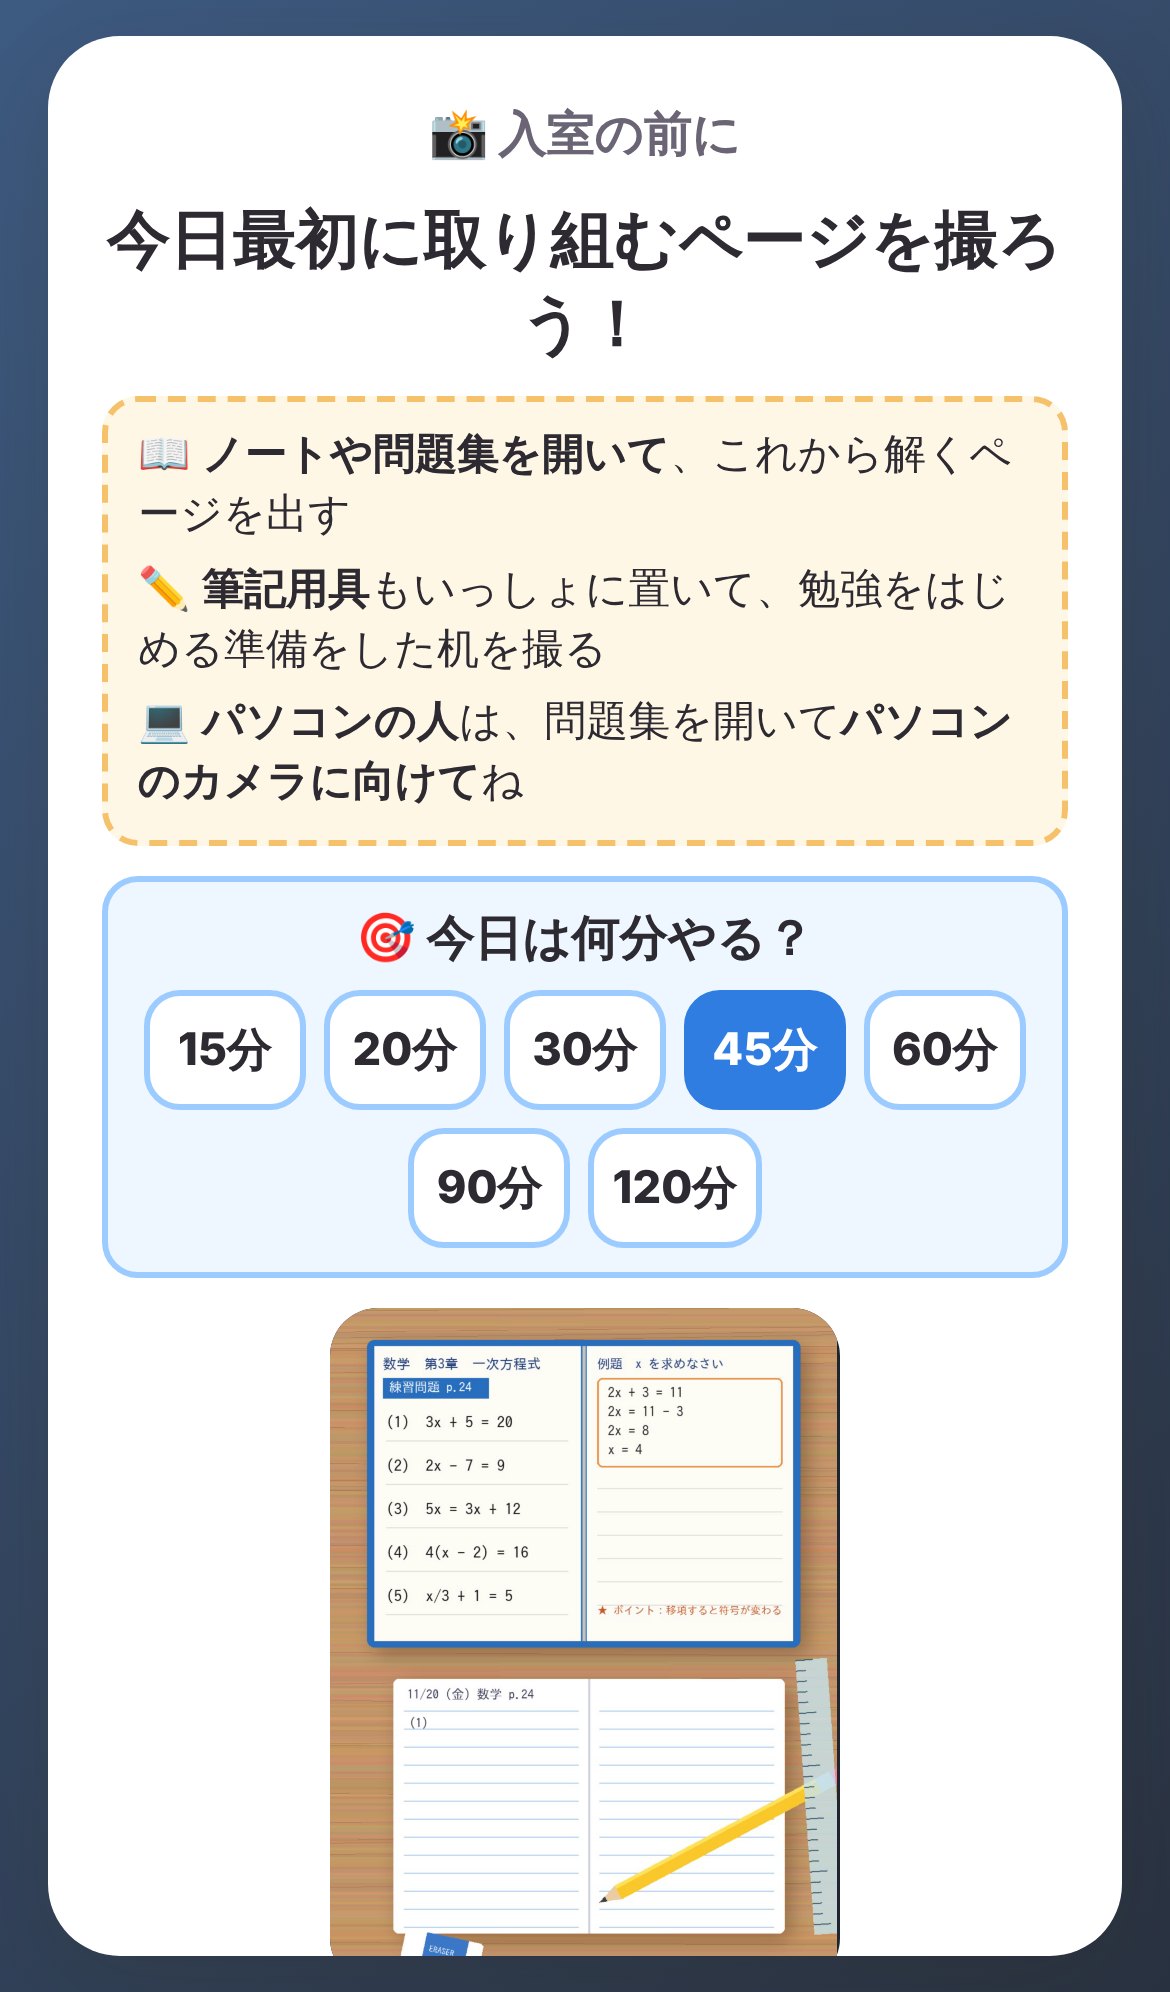 📸 入室の前に
今日最初に取り組むページを撮ろ
う！
📖 ノートや問題集を開いて、これから解くペ
ージを出す
✏️ 筆記用具もいっしょに置いて、勉強をはじ
める準備をした机を撮る
💻 パソコンの人は、問題集を開いてパソコン
のカメラに向けてね
🎯 今日は何分やる？
15分 20分 30分 45分 60分
90分 120分
数学 第3章 一次方程式
練習問題 p.24
(1) 3x + 5 = 20
(2) 2x − 7 = 9
(3) 5x = 3x + 12
(4) 4(x − 2) = 16
(5) x/3 + 1 = 5
例題 x を求めなさい
2x + 3 = 11
2x = 11 − 3
2x = 8
x = 4
★ ポイント：移項すると符号が変わる
11/20（金）数学 p.24
(1)
ERASER